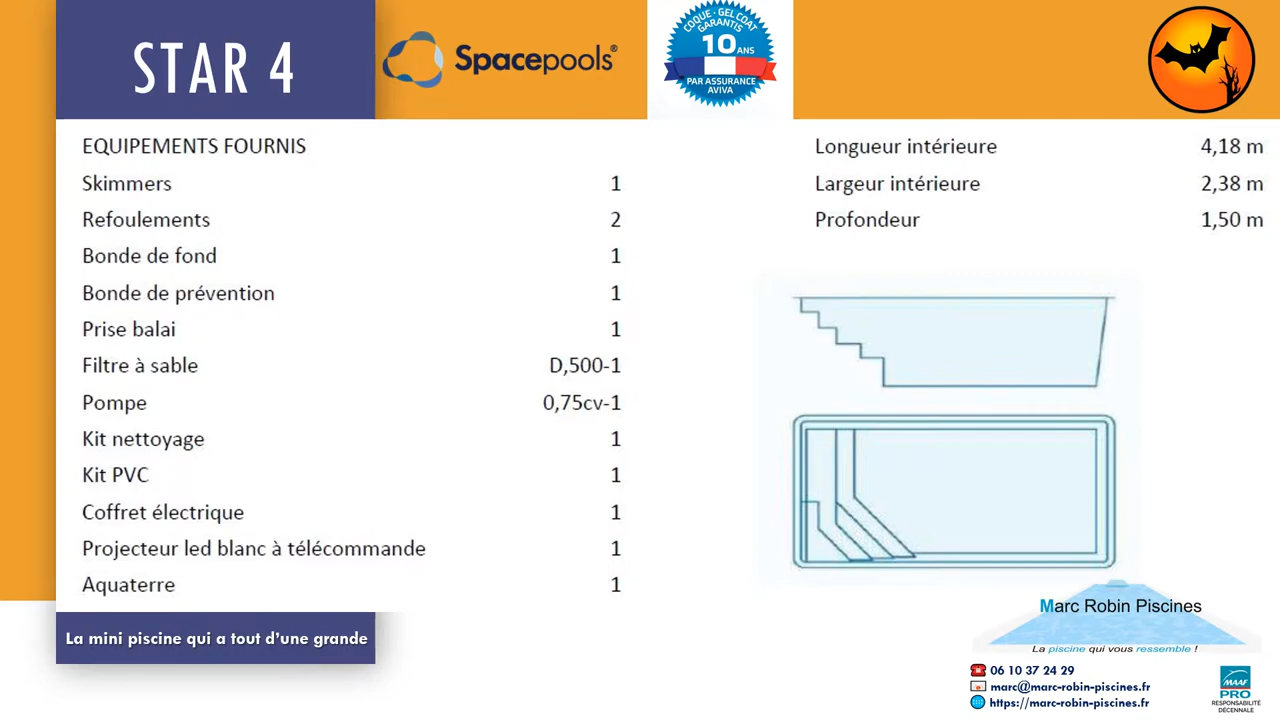 STAR 4
Spacepools®
COQUE - GEL COAT
GARANTIS
10 ANS
PAR ASSURANCE
AVIVA
EQUIPEMENTS FOURNIS
Skimmers 1
Refoulements 2
Bonde de fond 1
Bonde de prévention 1
Prise balai 1
Filtre à sable D,500-1
Pompe 0,75cv-1
Kit nettoyage 1
Kit PVC 1
Coffret électrique 1
Projecteur led blanc à télécommande 1
Aquaterre 1
La mini piscine qui a tout d'une grande
Longueur intérieure 4,18 m
Largeur intérieure 2,38 m
Profondeur 1,50 m
Marc Robin Piscines
La piscine qui vous ressemble !
06 10 37 24 29
marc@marc-robin-piscines.fr
https://marc-robin-piscines.fr
MAAF
PRO
RESPONSABILITÉ
DÉCENNALE